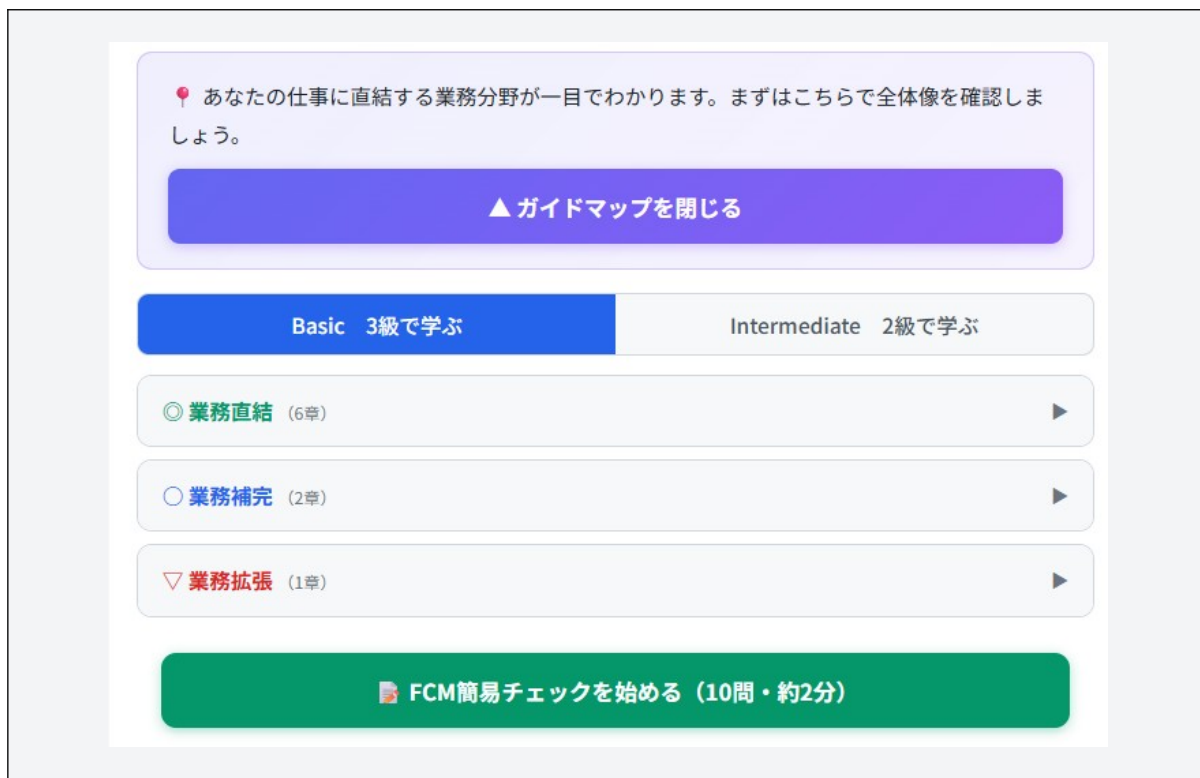 📍 あなたの仕事に直結する業務分野が一目でわかります。まずはこちらで全体像を確認しま
しょう。
▲ ガイドマップを閉じる
Basic　3級で学ぶ
Intermediate　2級で学ぶ
◎ 業務直結 （6章） ▶
○ 業務補完 （2章） ▶
▽ 業務拡張 （1章） ▶
📝 FCM簡易チェックを始める（10問・約2分）